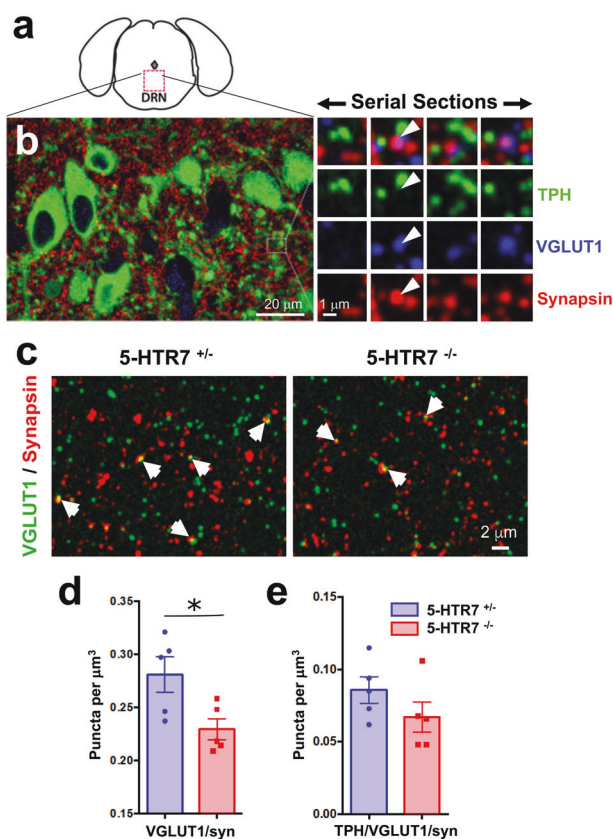 a
DRN
← Serial Sections →
b
TPH
VGLUT1
20 μm
1 μm
Synapsin
c
5-HTR7 +/-
5-HTR7 -/-
VGLUT1 / Synapsin
2 μm
d
*
Puncta per μm³
0.35
0.30
0.25
0.20
0.15
VGLUT1/syn
e
5-HTR7 +/-
5-HTR7 -/-
Puncta per μm³
0.15
0.10
0.05
0.00
TPH/VGLUT1/syn